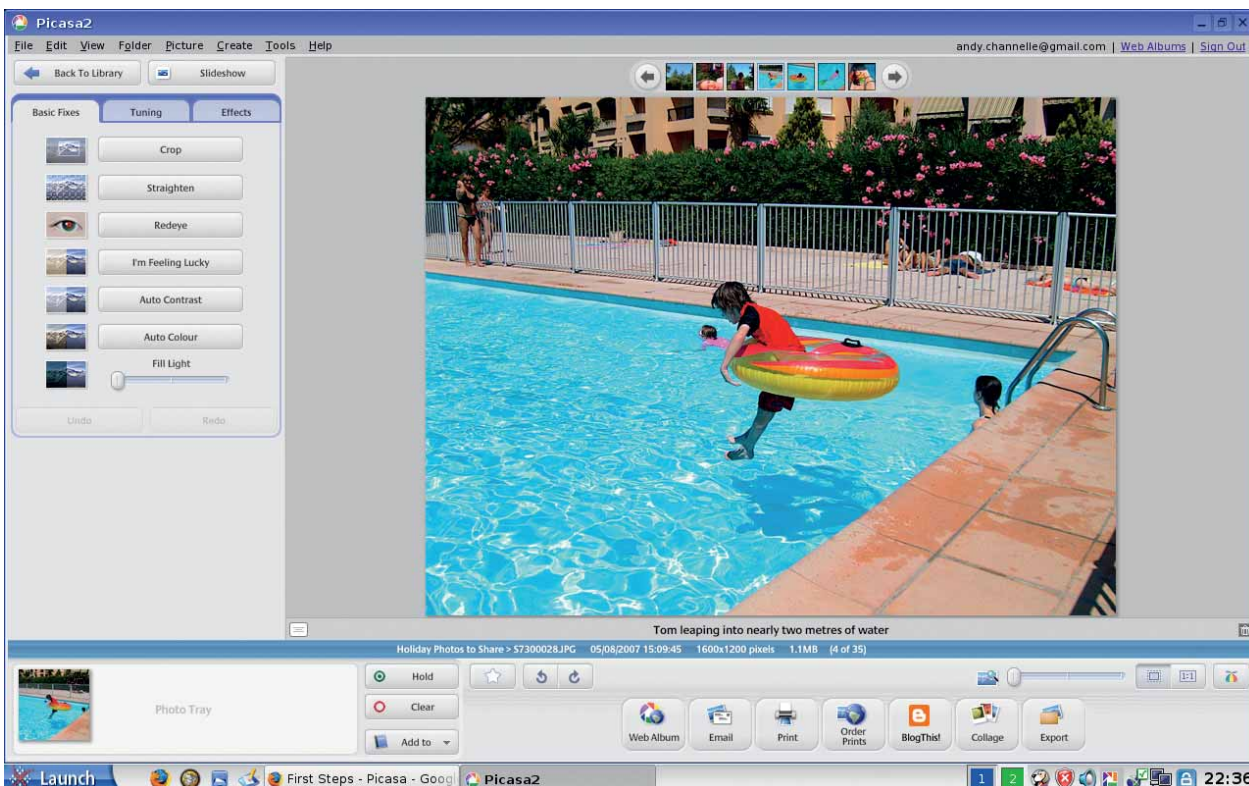 Picasa2
File Edit View Folder Picture Create Tools Help
andy.channelle@gmail.com | Web Albums | Sign Out
Back To Library
Slideshow
Basic Fixes
Tuning
Effects
Crop
Straighten
Redeye
I'm Feeling Lucky
Auto Contrast
Auto Colour
Fill Light
Undo
Redo
Tom leaping into nearly two metres of water
Holiday Photos to Share > S7300028.JPG 05/08/2007 15:09:45 1600x1200 pixels 1.1MB (4 of 35)
Photo Tray
Hold
Clear
Add to
1:1
Web Album
Email
Print
Order
Prints
BlogThis!
Collage
Export
Launch
First Steps - Picasa - Googl
Picasa2
1
2
22:36